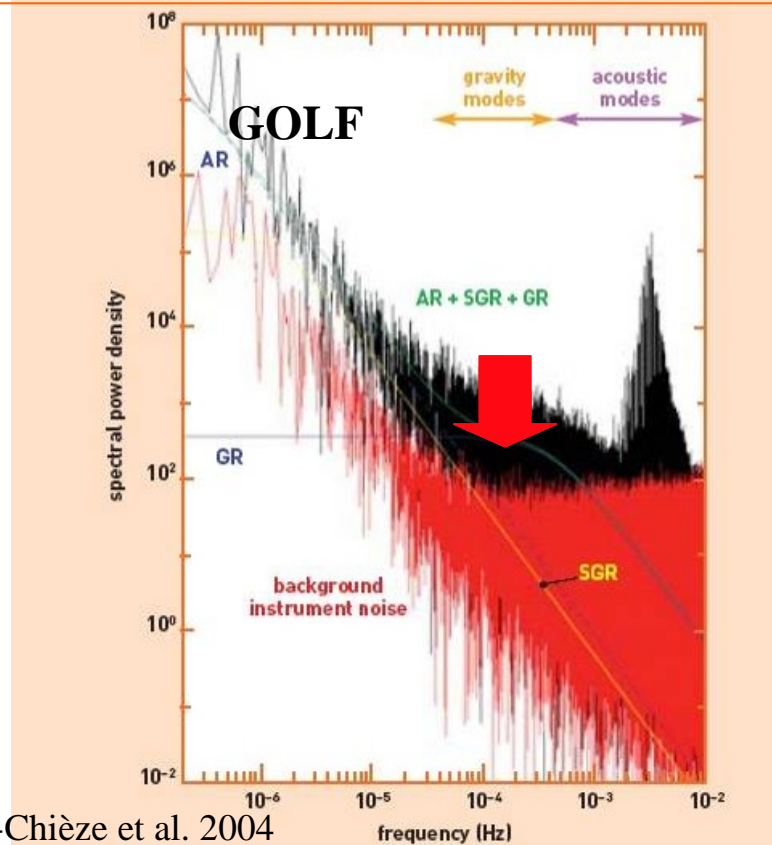 10⁸
gravity modes
acoustic modes
GOLF
AR
10⁶
AR + SGR + GR
10⁴
spectral power density
GR
10²
SGR
background
instrument noise
10⁰
10⁻²
10⁻⁶ 10⁻⁵ 10⁻⁴ 10⁻³ 10⁻²
-Chièze et al. 2004
frequency (Hz)